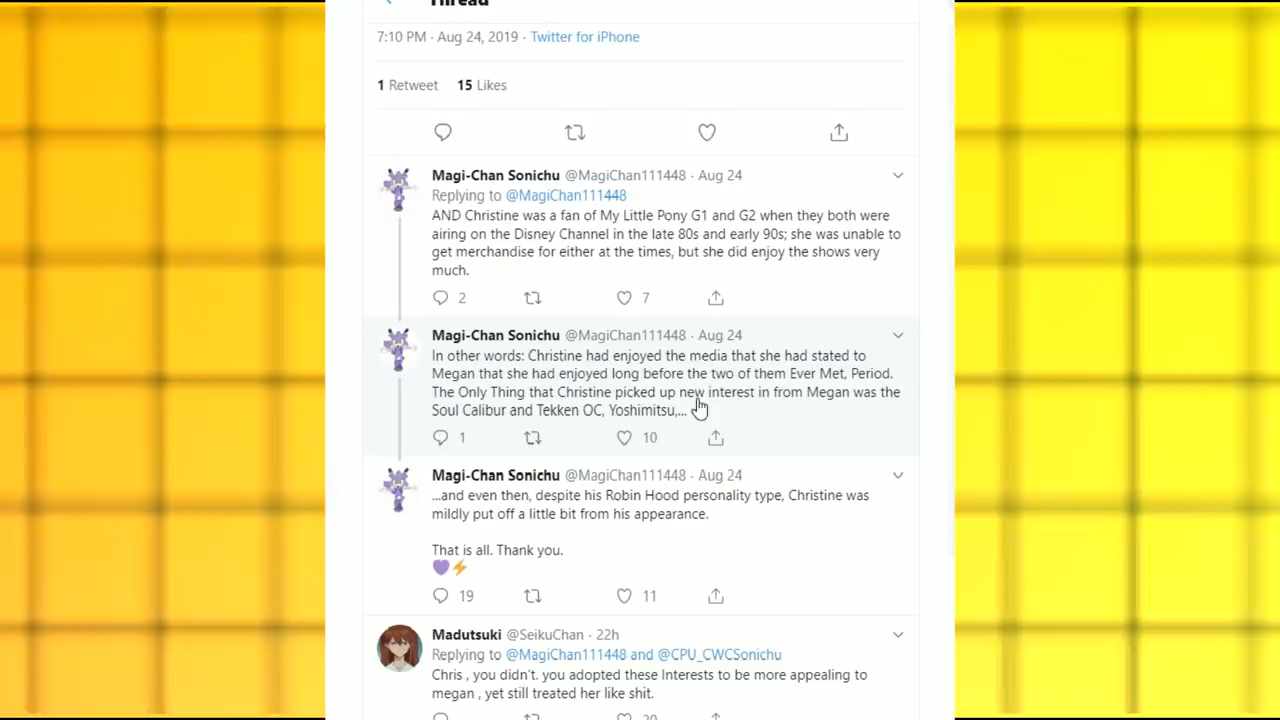 Thread
7:10 PM · Aug 24, 2019 · Twitter for iPhone
1 Retweet 15 Likes
Magi-Chan Sonichu @MagiChan111448 · Aug 24
Replying to @MagiChan111448
AND Christine was a fan of My Little Pony G1 and G2 when they both were
airing on the Disney Channel in the late 80s and early 90s; she was unable to
get merchandise for either at the times, but she did enjoy the shows very
much.
2 7
Magi-Chan Sonichu @MagiChan111448 · Aug 24
In other words: Christine had enjoyed the media that she had stated to
Megan that she had enjoyed long before the two of them Ever Met, Period.
The Only Thing that Christine picked up new interest in from Megan was the
Soul Calibur and Tekken OC, Yoshimitsu,...
1 10
Magi-Chan Sonichu @MagiChan111448 · Aug 24
...and even then, despite his Robin Hood personality type, Christine was
mildly put off a little bit from his appearance.
That is all. Thank you.
💜⚡
19 11
Madutsuki @SeikuChan · 22h
Replying to @MagiChan111448 and @CPU_CWCSonichu
Chris , you didn't. you adopted these Interests to be more appealing to
megan , yet still treated her like shit.
20